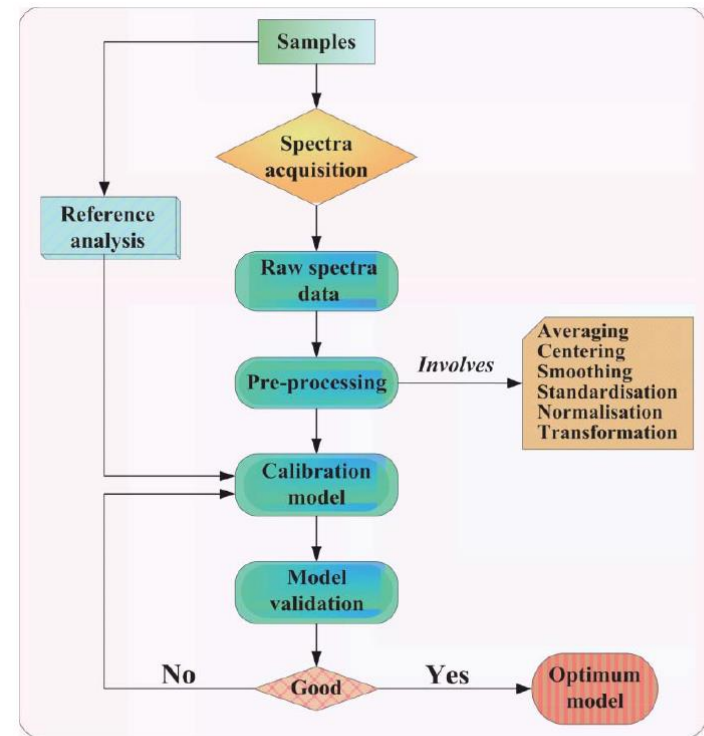 Samples
Spectra
acquisition
Reference
analysis
Raw spectra
data
Pre-processing
Involves
Averaging
Centering
Smoothing
Standardisation
Normalisation
Transformation
Calibration
model
Model
validation
No
Good
Yes
Optimum
model